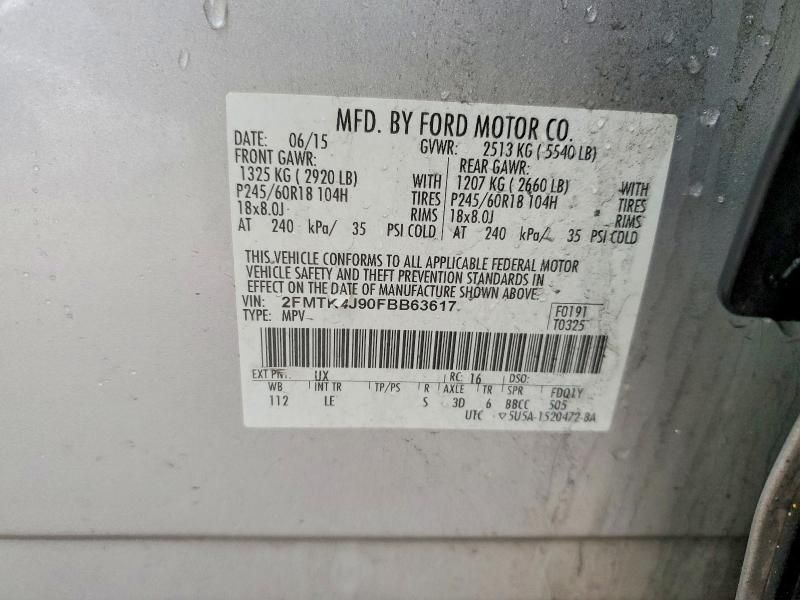 MFD. BY FORD MOTOR CO.
DATE: 06/15 GVWR: 2513 KG ( 5540 LB)
FRONT GAWR: REAR GAWR:
1325 KG ( 2920 LB) WITH 1207 KG ( 2660 LB) WITH
P245/60R18 104H TIRES P245/60R18 104H TIRES
18x8.0J RIMS 18x8.0J RIMS
AT 240 kPa/ 35 PSI COLD AT 240 kPa/ 35 PSI COLD
THIS VEHICLE CONFORMS TO ALL APPLICABLE FEDERAL MOTOR
VEHICLE SAFETY AND THEFT PREVENTION STANDARDS IN
EFFECT ON THE DATE OF MANUFACTURE SHOWN ABOVE.
VIN: 2FMTK4J90FBB63617
TYPE: MPV
F0191
T0325
EXT PNT: UX RC: 16 DSO:
WB INT TR TP/PS R AXLE TR SPR FDQ1Y
112 LE S 3D 6 BBCC 505
UTC ▽5U5A-1520472-BA